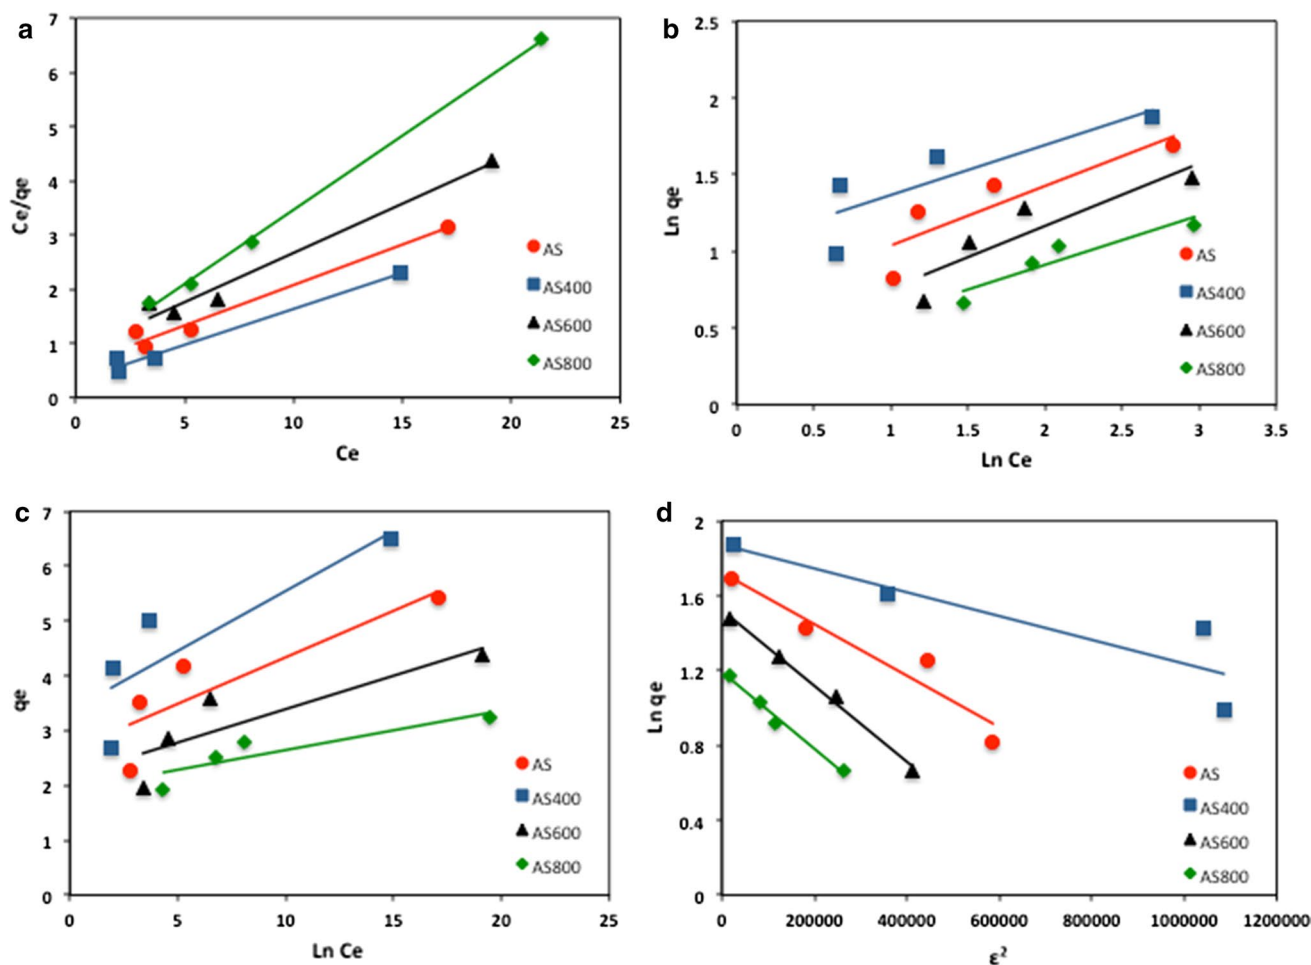 a
7
6
5
4
3
2
1
0
Ce/qe
0 5 10 15 20 25
Ce
AS
AS400
AS600
AS800
b
2.5
2
1.5
1
0.5
0
Ln qe
0 0.5 1 1.5 2 2.5 3 3.5
Ln Ce
AS
AS400
AS600
AS800
c
7
6
5
4
3
2
1
0
qe
0 5 10 15 20 25
Ln Ce
AS
AS400
AS600
AS800
d
2
1.6
1.2
0.8
0.4
0
Ln qe
0 200000 400000 600000 800000 1000000 1200000
ε²
AS
AS400
AS600
AS800